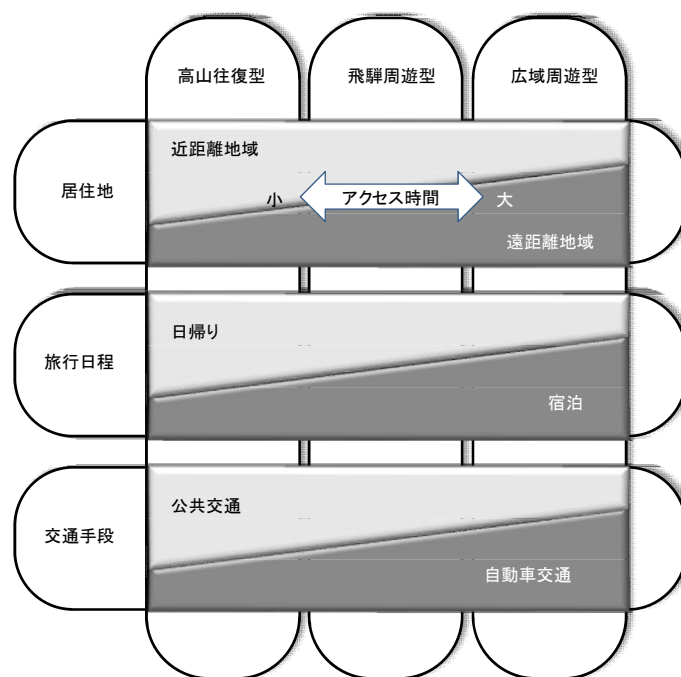 高山往復型
飛騨周遊型
広域周遊型
居住地
近距離地域
小
アクセス時間
大
遠距離地域
旅行日程
日帰り
宿泊
交通手段
公共交通
自動車交通